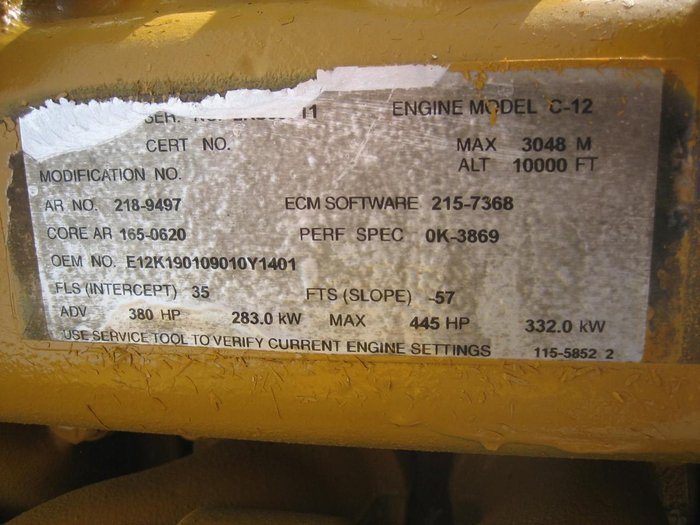 SER. NO. 11 ENGINE MODEL C-12
CERT NO. MAX 3048 M
ALT 10000 FT
MODIFICATION NO.
AR NO. 218-9497 ECM SOFTWARE 215-7368
CORE AR 165-0620 PERF SPEC 0K-3869
OEM NO. E12K190109010Y1401
FLS (INTERCEPT) 35 FTS (SLOPE) -57
ADV 380 HP 283.0 kW MAX 445 HP 332.0 kW
USE SERVICE TOOL TO VERIFY CURRENT ENGINE SETTINGS 115-5852 2